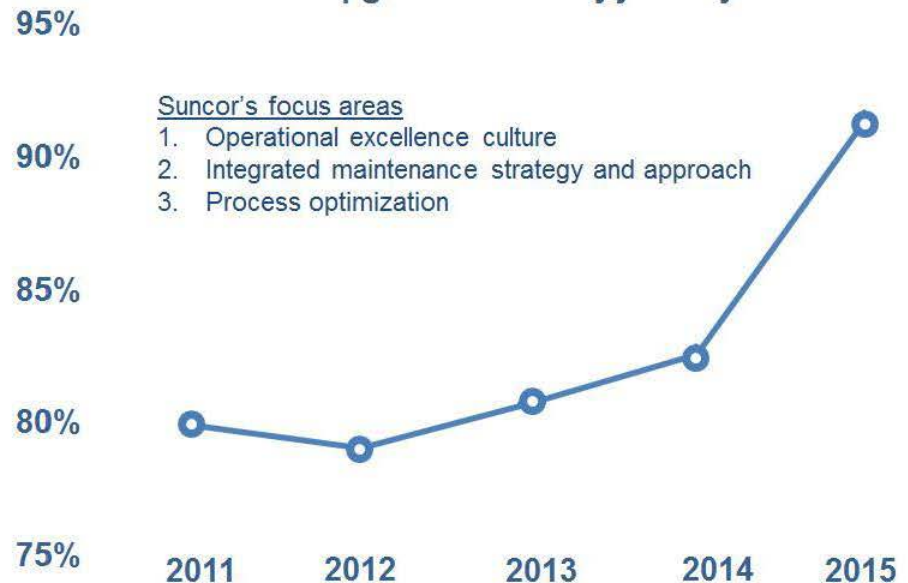 95%
Suncor's focus areas
1. Operational excellence culture
90%
2. Integrated maintenance strategy and approach
3. Process optimization
85%
80%
75%
2011 2012 2013 2014 2015